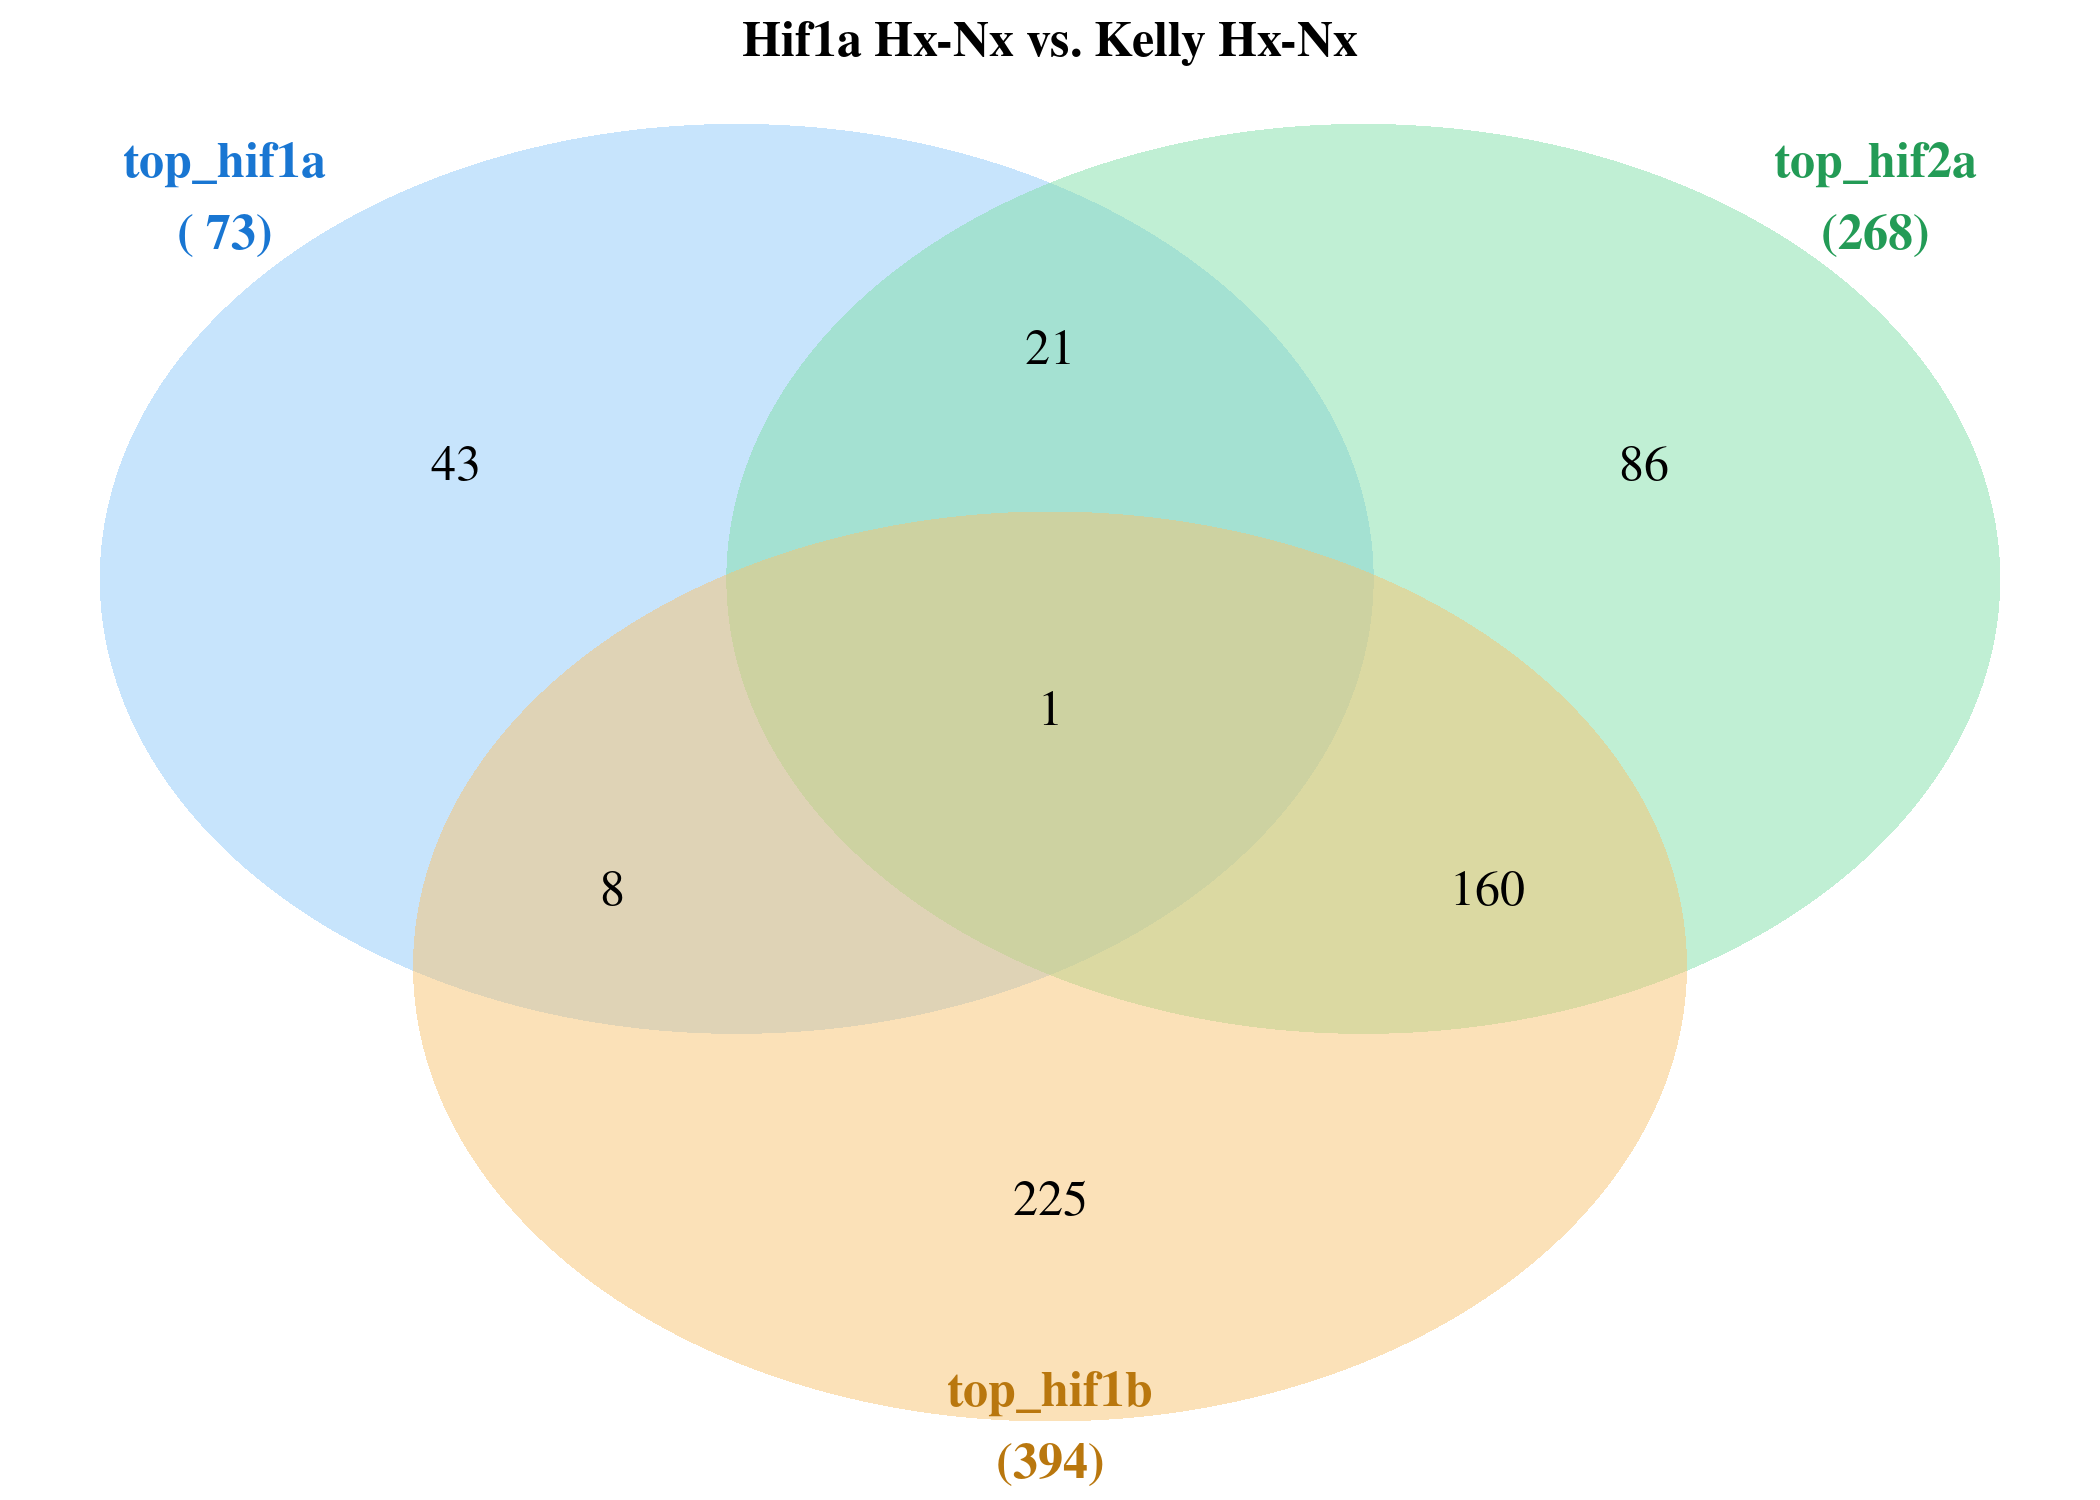 Hif1a Hx-Nx vs. Kelly Hx-Nx
top_hif1a
( 73)
top_hif2a
(268)
21
43
86
1
8
160
225
top_hif1b
(394)